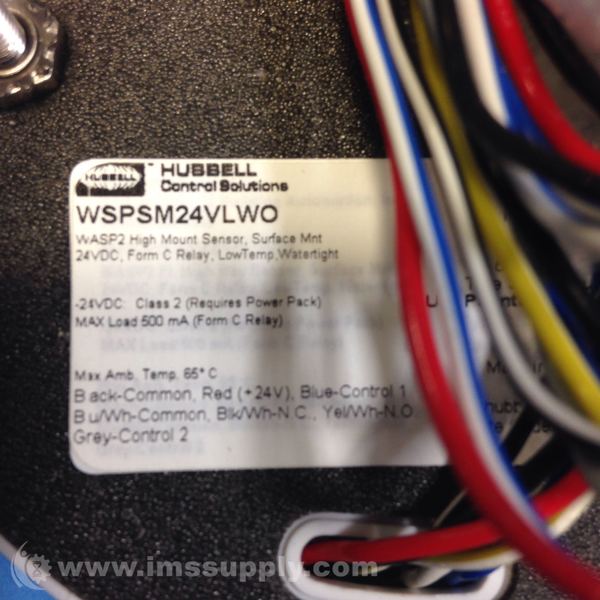 HUBBELL
HUBBELL
Control Solutions
WSPSM24VLWO
WASP2 High Mount Sensor, Surface Mnt
24VDC, Form C Relay, LowTemp,Watertight
-24VDC: Class 2 (Requires Power Pack)
MAX Load 500 mA (Form C Relay)
Max Amb. Temp. 65° C
Black-Common, Red (+24V), Blue-Control 1
Blu/Wh-Common, Blk/Wh-N.C., Yel/Wh-N.O.
Grey-Control 2
www.imssupply.com